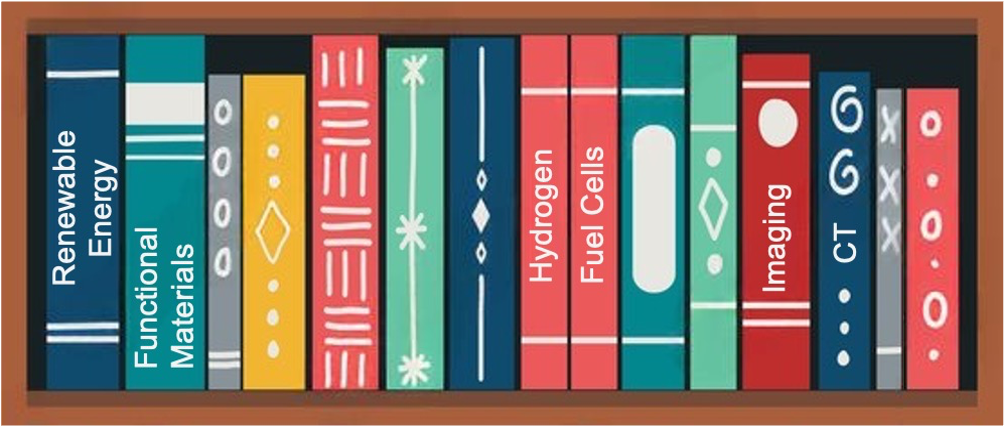 Renewable
Energy
Functional
Materials
Hydrogen
Fuel Cells
Imaging
CT